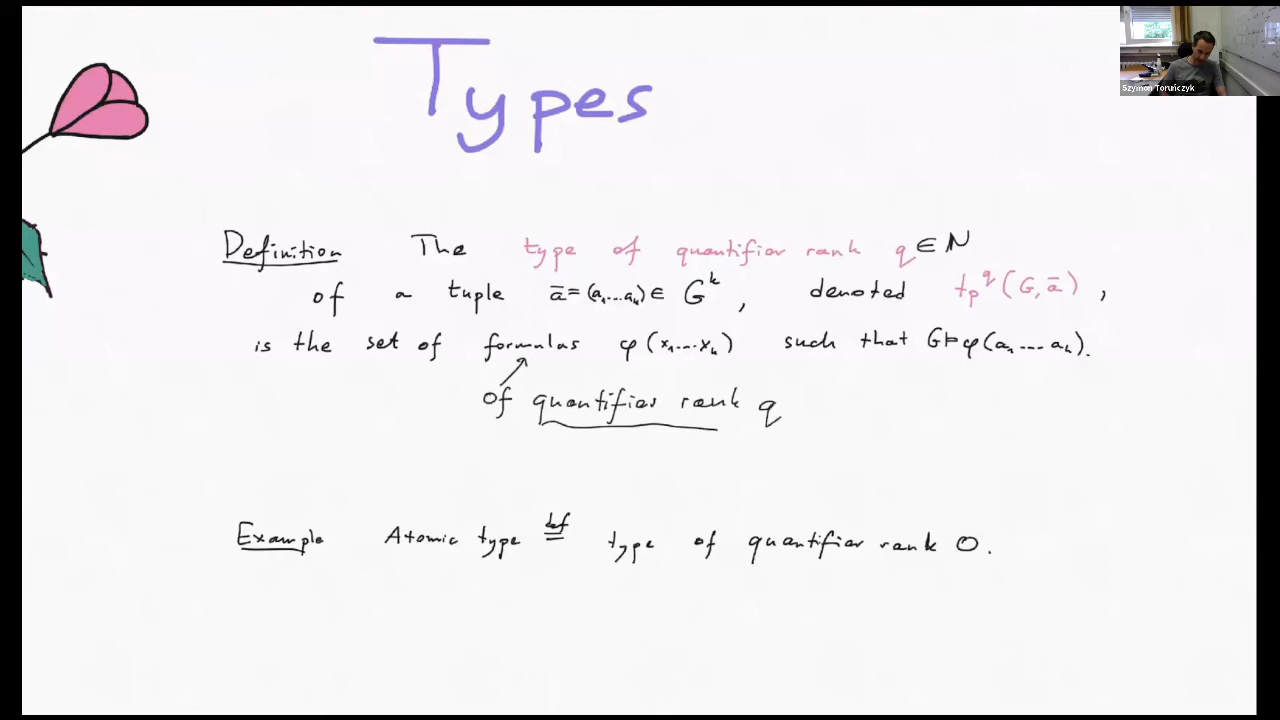 Types
Szymon Toruńczyk
Definition The type of quantifier rank q ∈ ℕ
of a tuple ā = (a₁...aₖ) ∈ Gᵏ, denoted tp^q(G, ā),
is the set of formulas φ(x₁...xₖ) such that G ⊨ φ(a₁...aₖ).
of quantifier rank q
Example Atomic type ≝ type of quantifier rank 0.